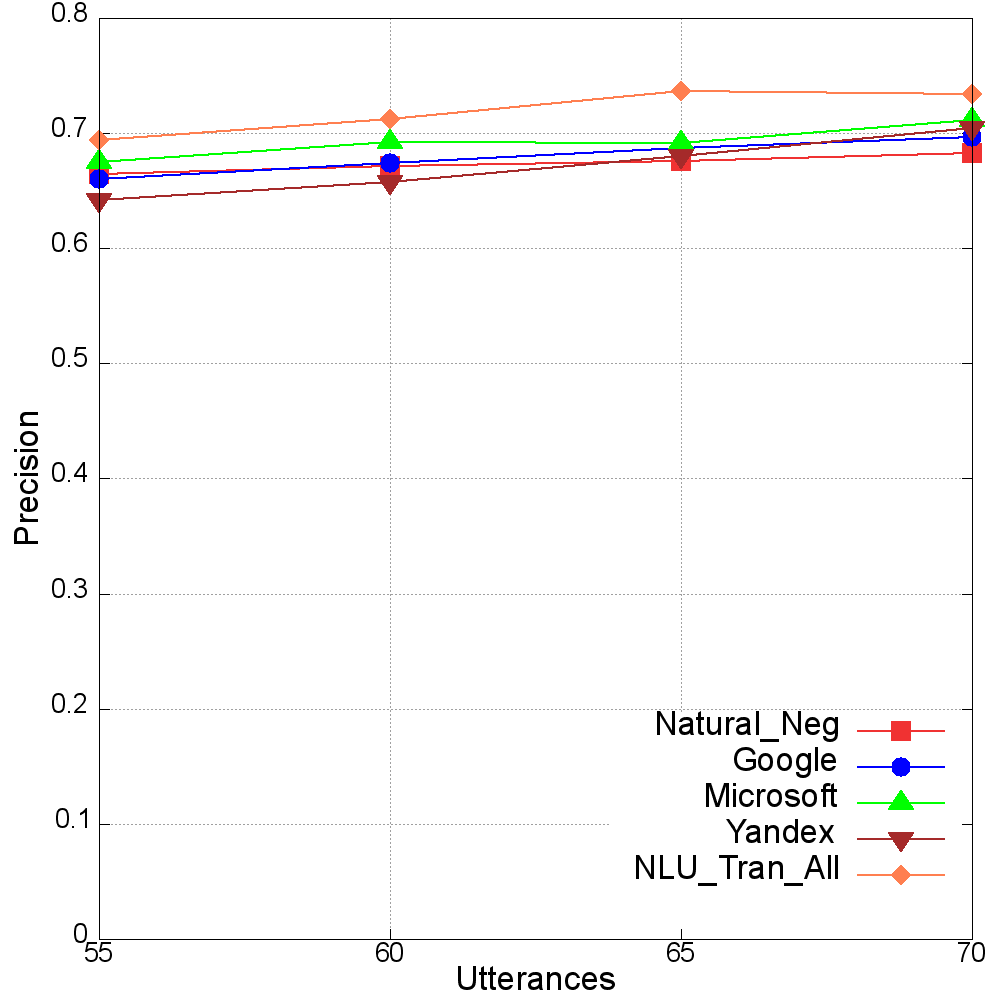 0.8
0.7
0.6
0.5
0.4
0.3
0.2
0.1
0
Precision
55 60 65 70
Utterances
Natural_Neg
Google
Microsoft
Yandex
NLU_Tran_All